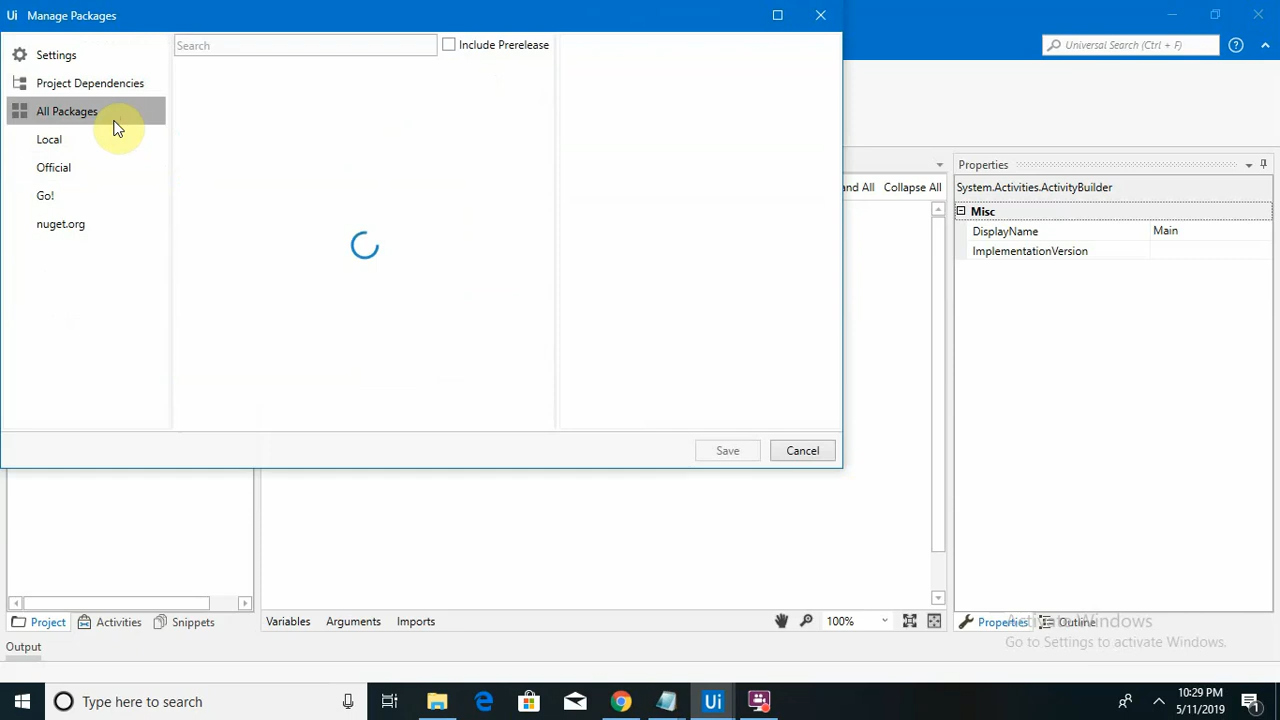 Ui Manage Packages
Settings
Project Dependencies
All Packages
Local
Official
Go!
nuget.org
Search
Include Prerelease
Save
Cancel
Universal Search (Ctrl + F)
and All
Collapse All
Properties
System.Activities.ActivityBuilder
Misc
DisplayName Main
ImplementationVersion
Project
Activities
Snippets
Variables
Arguments
Imports
100%
Properties
Outline
Activate Windows
Go to Settings to activate Windows.
Output
Type here to search
Ui
10:29 PM
5/11/2019
1